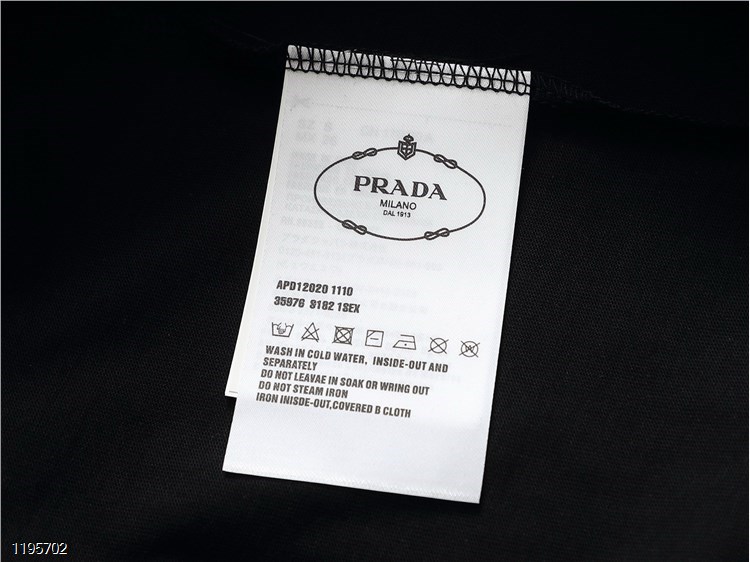 PRADA
MILANO
DAL 1913
APD12020 1110
35976 S182 1SEX
WASH IN COLD WATER, INSIDE-OUT AND
SEPARATELY
DO NOT LEAVAE IN SOAK OR WRING OUT
DO NOT STEAM IRON
IRON INISDE-OUT,COVERED B CLOTH
1195702